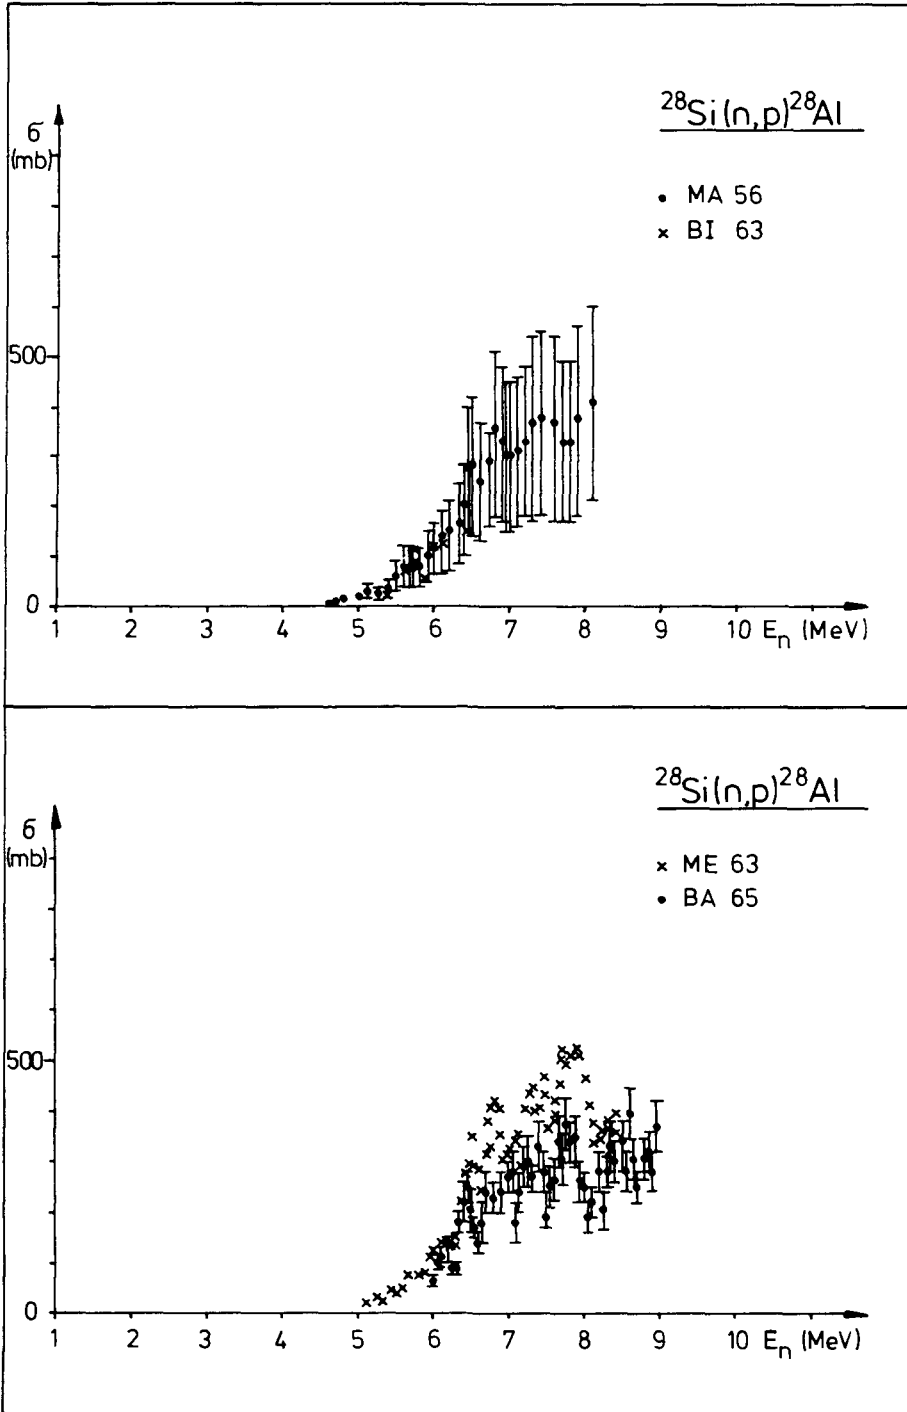 ²⁸Si(n,p)²⁸Al
σ
(mb)
• MA 56
× BI 63
500
0
1 2 3 4 5 6 7 8 9 10 Eₙ (MeV)
²⁸Si(n,p)²⁸Al
σ
(mb)
× ME 63
• BA 65
500
0
1 2 3 4 5 6 7 8 9 10 Eₙ (MeV)